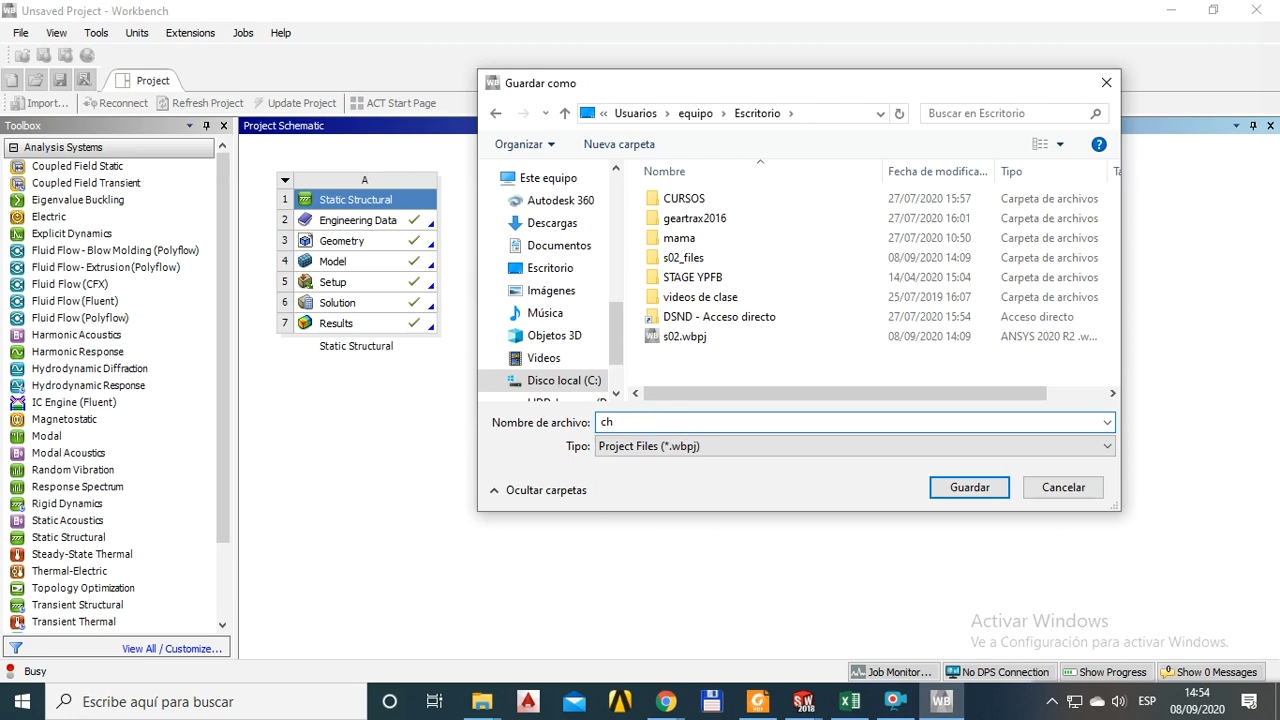 Unsaved Project - Workbench
File View Tools Units Extensions Jobs Help
Project
Import... Reconnect Refresh Project Update Project ACT Start Page
Toolbox
Project Schematic
Analysis Systems
Coupled Field Static
Coupled Field Transient
Eigenvalue Buckling
Electric
Explicit Dynamics
Fluid Flow - Blow Molding (Polyflow)
Fluid Flow - Extrusion (Polyflow)
Fluid Flow (CFX)
Fluid Flow (Fluent)
Fluid Flow (Polyflow)
Harmonic Acoustics
Harmonic Response
Hydrodynamic Diffraction
Hydrodynamic Response
IC Engine (Fluent)
Magnetostatic
Modal
Modal Acoustics
Random Vibration
Response Spectrum
Rigid Dynamics
Static Acoustics
Static Structural
Steady-State Thermal
Thermal-Electric
Topology Optimization
Transient Structural
Transient Thermal
View All / Customize...
A
1 Static Structural
2 Engineering Data
3 Geometry
4 Model
5 Setup
6 Solution
7 Results
Static Structural
Guardar como
« Usuarios > equipo > Escritorio >
Buscar en Escritorio
Organizar
Nueva carpeta
Este equipo
Autodesk 360
Descargas
Documentos
Escritorio
Imágenes
Música
Objetos 3D
Videos
Disco local (C:)
Nombre Fecha de modifica... Tipo
CURSOS 27/07/2020 15:57 Carpeta de archivos
geartrax2016 27/07/2020 16:01 Carpeta de archivos
mama 27/07/2020 10:50 Carpeta de archivos
s02_files 08/09/2020 14:09 Carpeta de archivos
STAGE YPFB 14/04/2020 15:04 Carpeta de archivos
videos de clase 25/07/2019 16:07 Carpeta de archivos
DSND - Acceso directo 27/07/2020 15:54 Acceso directo
s02.wbpj 08/09/2020 14:09 ANSYS 2020 R2 .w...
Nombre de archivo: ch
Tipo: Project Files (*.wbpj)
Ocultar carpetas
Guardar
Cancelar
Activar Windows
Ve a Configuración para activar Windows.
Busy
Job Monitor... No DPS Connection Show Progress Show 0 Messages
Escribe aquí para buscar
SW 2018
WB
ESP
14:54
08/09/2020